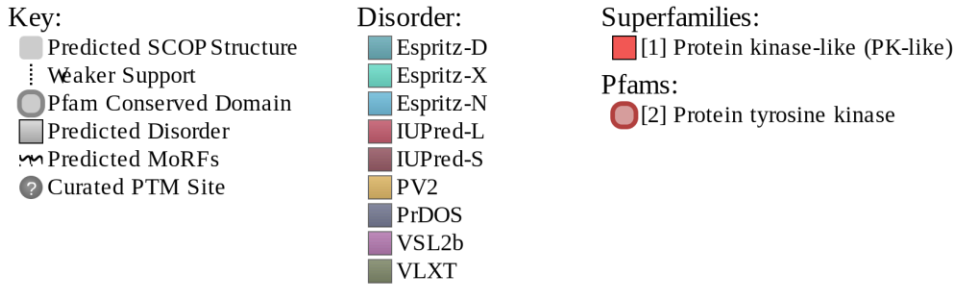 Key:
Predicted SCOP Structure
Weaker Support
Pfam Conserved Domain
Predicted Disorder
Predicted MoRFs
? Curated PTM Site
Disorder:
Espritz-D
Espritz-X
Espritz-N
IUPred-L
IUPred-S
PV2
PrDOS
VSL2b
VLXT
Superfamilies:
[1] Protein kinase-like (PK-like)
Pfams:
[2] Protein tyrosine kinase